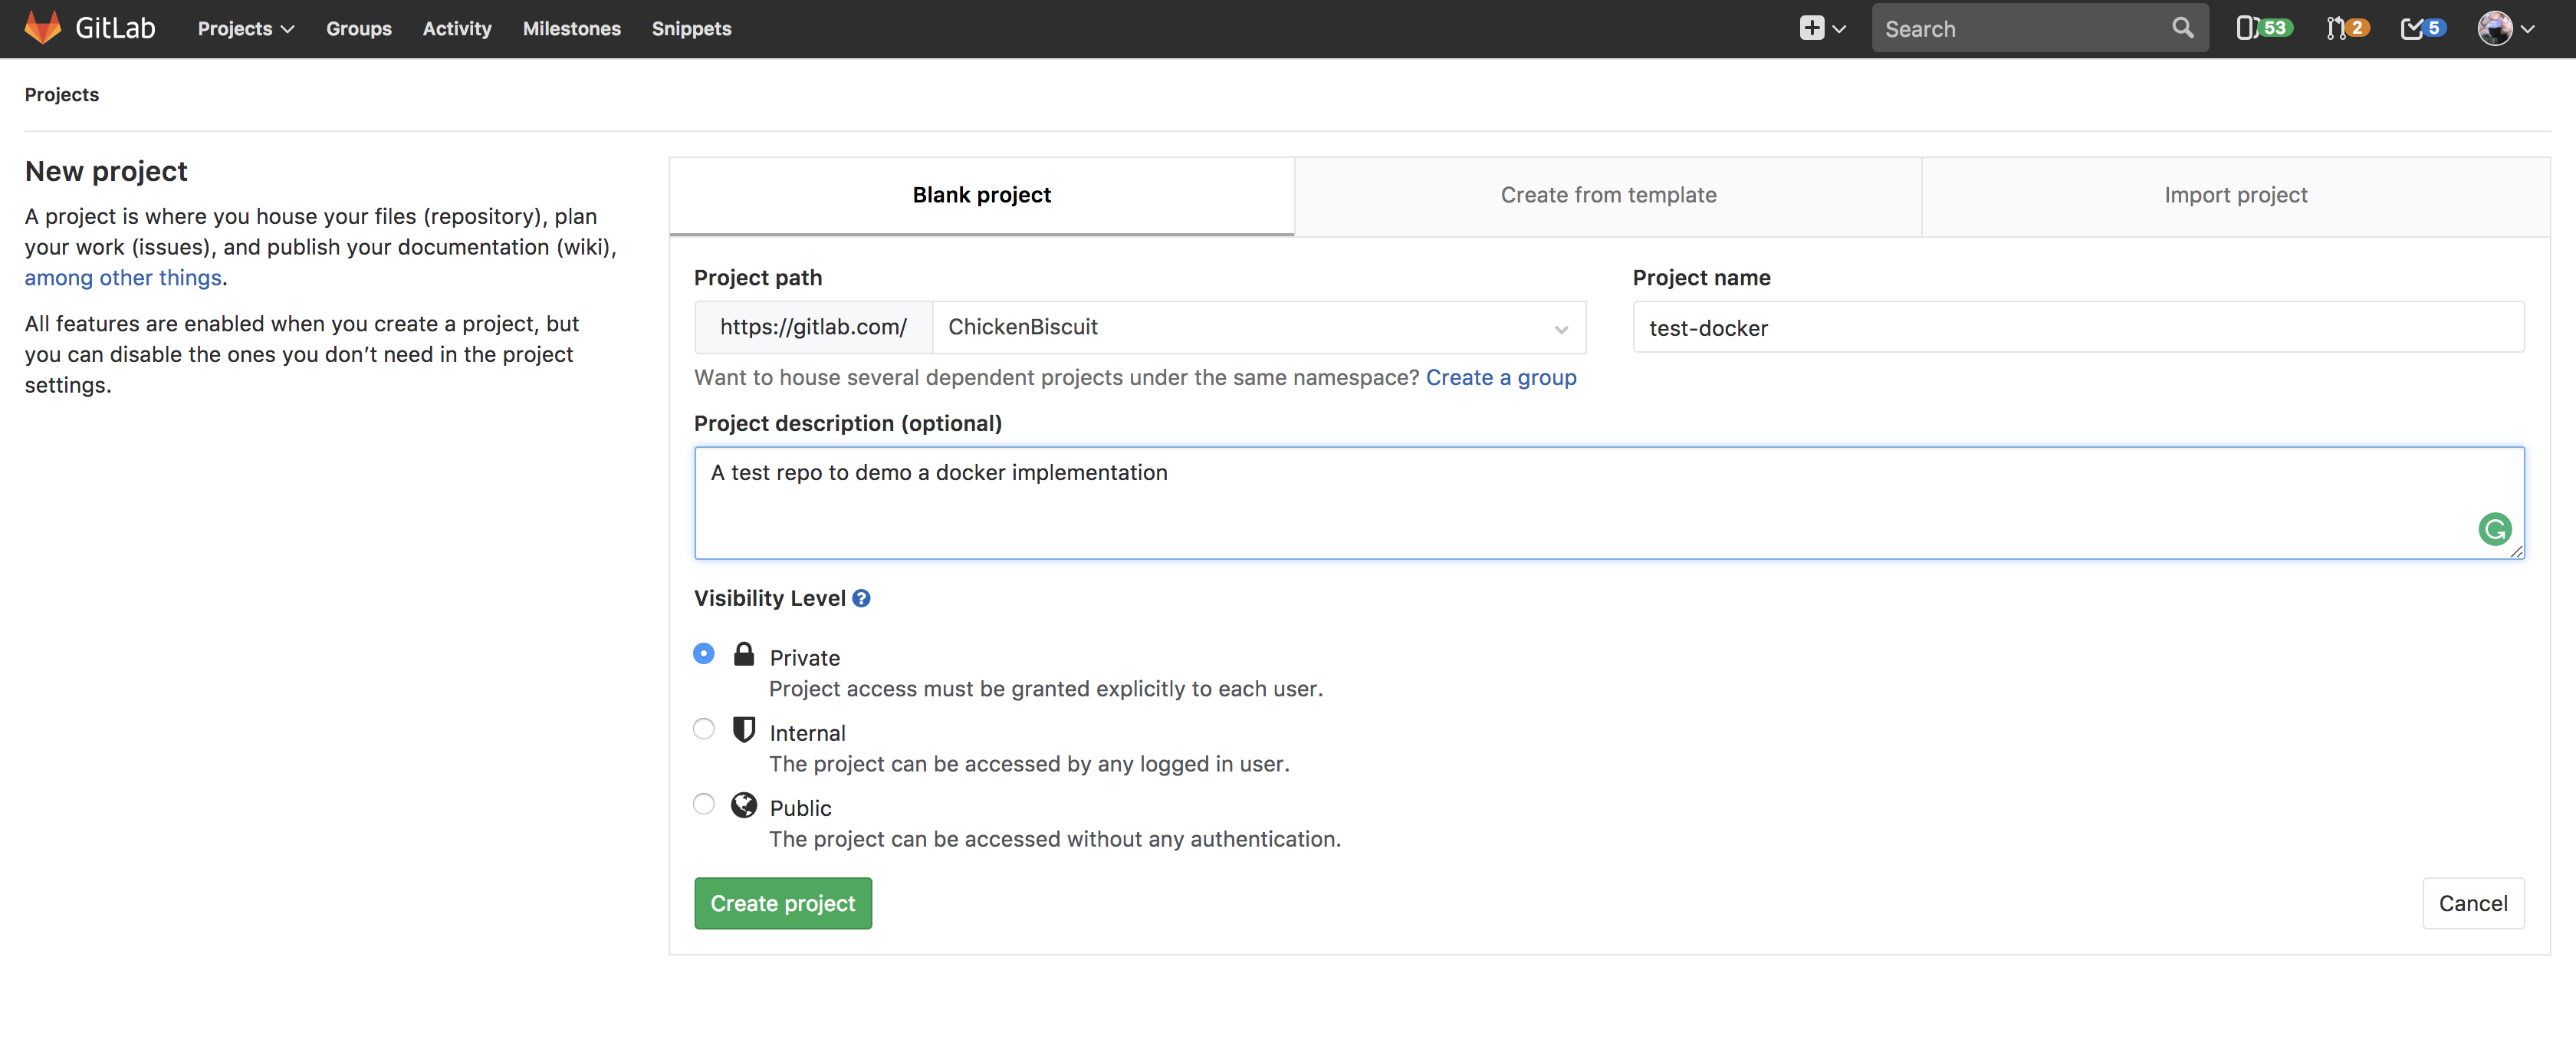 GitLab
Projects
Groups
Activity
Milestones
Snippets
Search
53
2
5
Projects
New project
A project is where you house your files (repository), plan
your work (issues), and publish your documentation (wiki),
among other things.
All features are enabled when you create a project, but
you can disable the ones you don’t need in the project
settings.
Blank project
Create from template
Import project
Project path
Project name
https://gitlab.com/
ChickenBiscuit
test-docker
Want to house several dependent projects under the same namespace? Create a group
Project description (optional)
A test repo to demo a docker implementation
Visibility Level
Private
Project access must be granted explicitly to each user.
Internal
The project can be accessed by any logged in user.
Public
The project can be accessed without any authentication.
Create project
Cancel